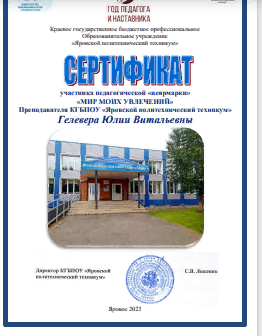 ГОД ПЕДАГОГА
И НАСТАВНИКА
Краевое государственное бюджетное профессиональное
Образовательное учреждение
«Яровской политехнический техникум»
СЕРТИФИКАТ
участника педагогической «неярмарки»
«МИР МОИХ УВЛЕЧЕНИЙ»
Преподавателя КГБПОУ «Яровской политехнический техникум»
Гелевера Юлии Витальевны
Директор КГБПОУ «Яровской
политехнический техникум»
Яровое 2023